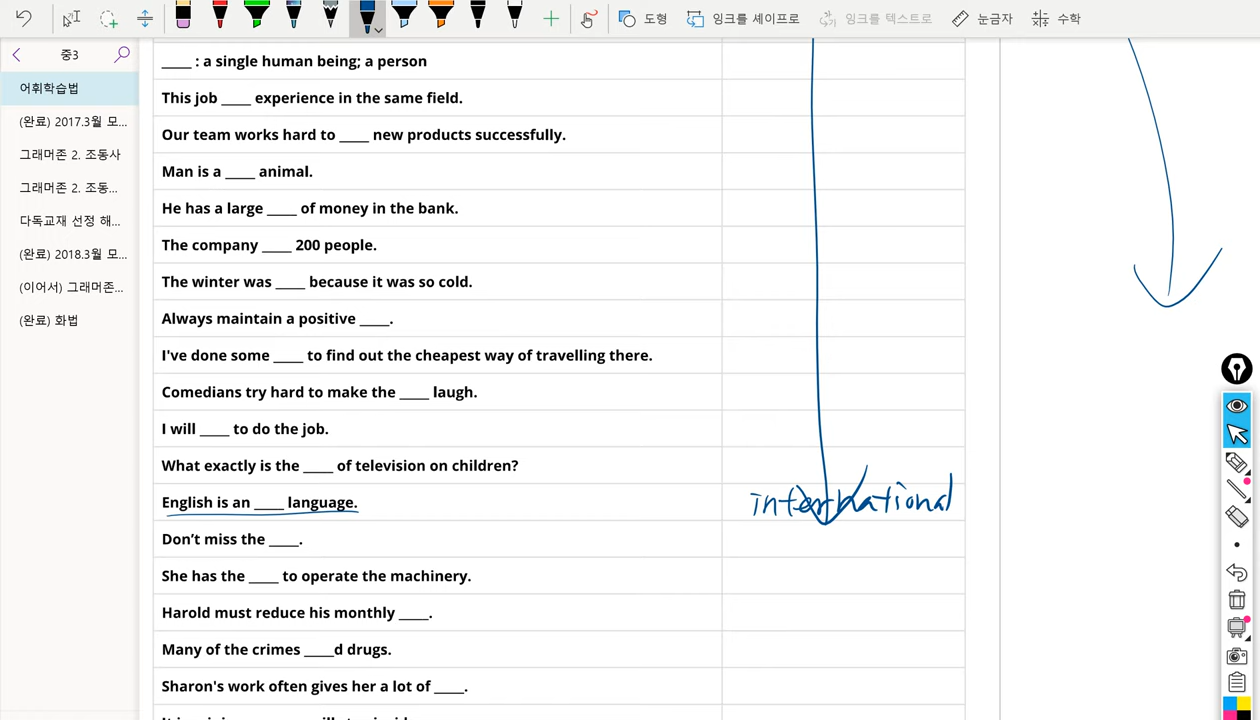 도형
잉크를 셰이프로
잉크를 텍스트로
눈금자
수학
중3
어휘학습법
(완료) 2017.3월 모...
그래머존 2. 조동사
그래머존 2. 조동...
다독교재 선정 해...
(완료) 2018.3월 모...
(이어서) 그래머존...
(완료) 화법
____ : a single human being; a person
This job ____ experience in the same field.
Our team works hard to ____ new products successfully.
Man is a ____ animal.
He has a large ____ of money in the bank.
The company ____ 200 people.
The winter was ____ because it was so cold.
Always maintain a positive ____.
I've done some ____ to find out the cheapest way of travelling there.
Comedians try hard to make the ____ laugh.
I will ____ to do the job.
What exactly is the ____ of television on children?
English is an ____ language.
international
Don't miss the ____.
She has the ____ to operate the machinery.
Harold must reduce his monthly ____.
Many of the crimes ____d drugs.
Sharon's work often gives her a lot of ____.